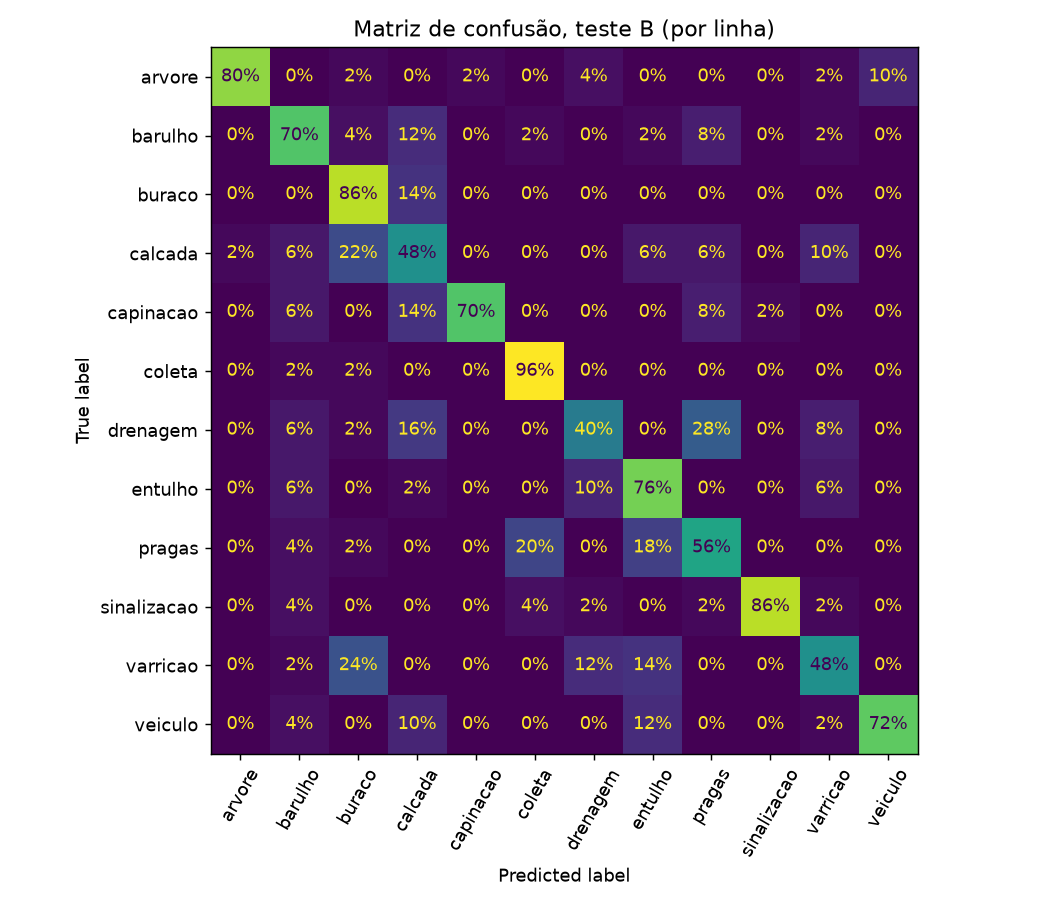 Matriz de confusão, teste B (por linha)
arvore 80% 0% 2% 0% 2% 0% 4% 0% 0% 0% 2% 10%
barulho 0% 70% 4% 12% 0% 2% 0% 2% 8% 0% 2% 0%
buraco 0% 0% 86% 14% 0% 0% 0% 0% 0% 0% 0% 0%
calcada 2% 6% 22% 48% 0% 0% 0% 6% 6% 0% 10% 0%
capinacao 0% 6% 0% 14% 70% 0% 0% 0% 8% 2% 0% 0%
coleta 0% 2% 2% 0% 0% 96% 0% 0% 0% 0% 0% 0%
drenagem 0% 6% 2% 16% 0% 0% 40% 0% 28% 0% 8% 0%
entulho 0% 6% 0% 2% 0% 0% 10% 76% 0% 0% 6% 0%
pragas 0% 4% 2% 0% 0% 20% 0% 18% 56% 0% 0% 0%
sinalizacao 0% 4% 0% 0% 0% 4% 2% 0% 2% 86% 2% 0%
varricao 0% 2% 24% 0% 0% 0% 12% 14% 0% 0% 48% 0%
veiculo 0% 4% 0% 10% 0% 0% 0% 12% 0% 0% 2% 72%
True label
arvore barulho buraco calcada capinacao coleta drenagem entulho pragas sinalizacao varricao veiculo
Predicted label